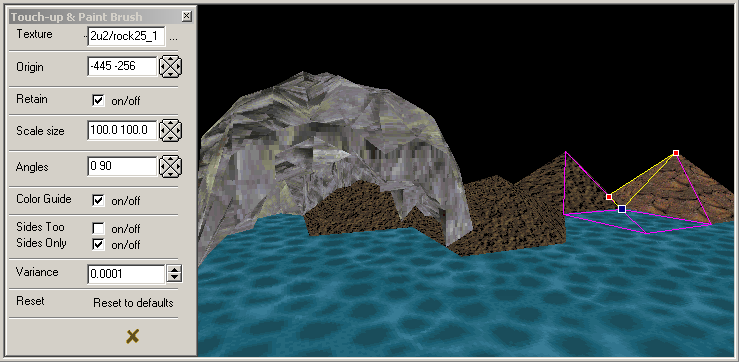 Touch-up & Paint Brush
Texture 2u2/rock25_1 ...
Origin -445 -256
Retain on/off
Scale size 100.0 100.0
Angles 0 90
Color Guide on/off
Sides Too on/off
Sides Only on/off
Variance 0.0001
Reset Reset to defaults